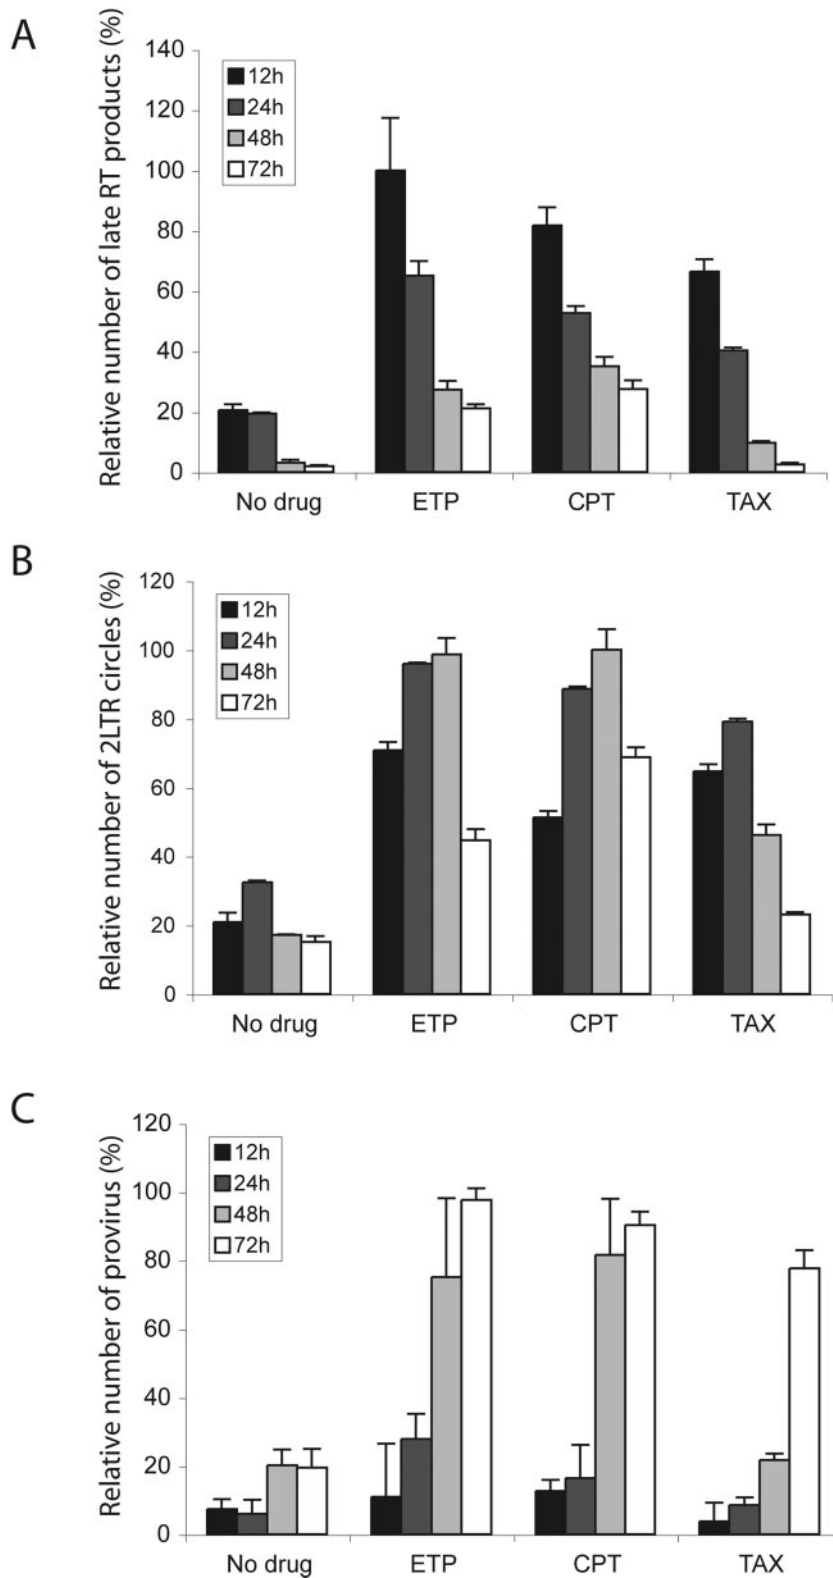 A
Relative number of late RT products (%)
140
120
100
80
60
40
20
0
12h
24h
48h
72h
No drug ETP CPT TAX
B
Relative number of 2LTR circles (%)
120
100
80
60
40
20
0
12h
24h
48h
72h
No drug ETP CPT TAX
C
Relative number of provirus (%)
120
100
80
60
40
20
0
12h
24h
48h
72h
No drug ETP CPT TAX